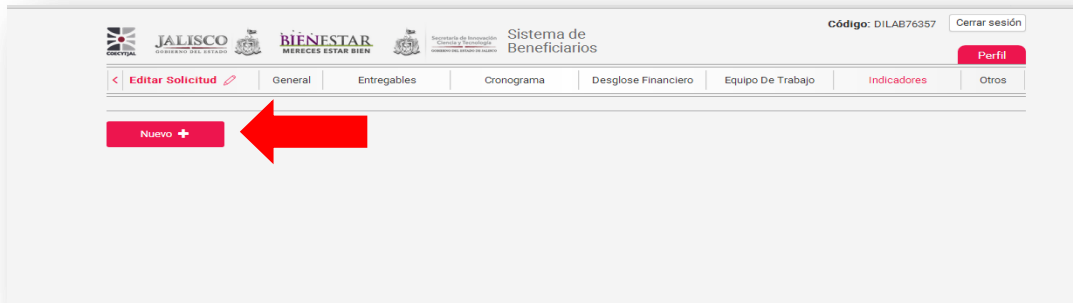 Código: DILAB76357
Cerrar sesión
COECYTJAL
JALISCO
GOBIERNO DEL ESTADO
BIENESTAR
MERECES ESTAR BIEN
Secretaría de Innovación
Ciencia y Tecnología
GOBIERNO DEL ESTADO DE JALISCO
Sistema de
Beneficiarios
Perfil
< Editar Solicitud General Entregables Cronograma Desglose Financiero Equipo De Trabajo Indicadores Otros
Nuevo +